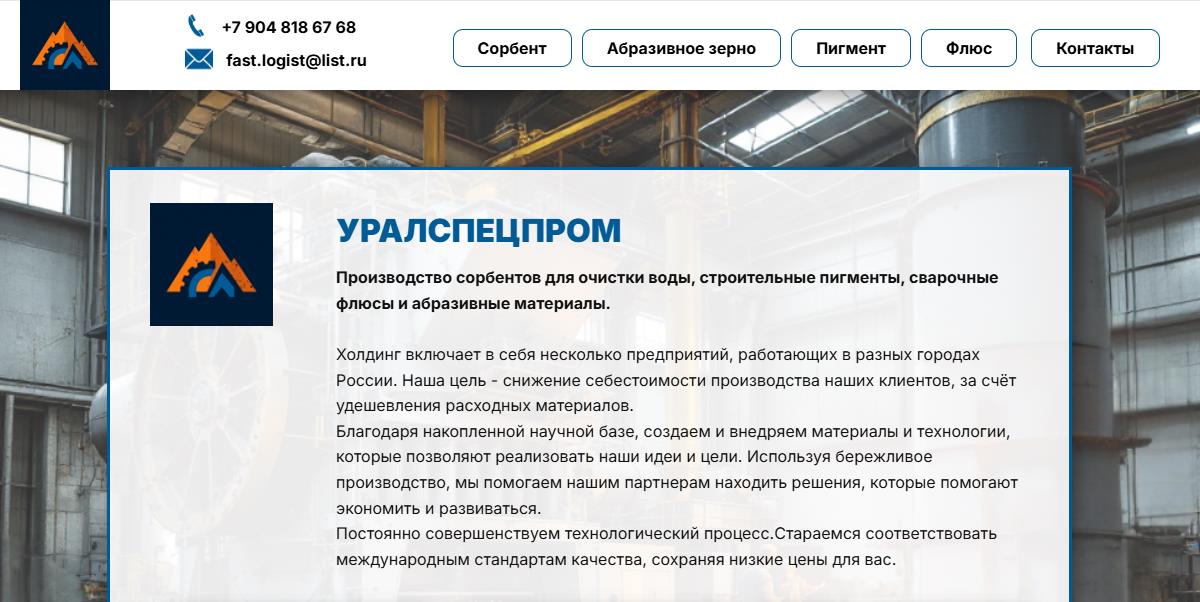 +7 904 818 67 68
fast.logist@list.ru
Сорбент
Абразивное зерно
Пигмент
Флюс
Контакты
УРАЛСПЕЦПРОМ
Производство сорбентов для очистки воды, строительные пигменты, сварочные
флюсы и абразивные материалы.
Холдинг включает в себя несколько предприятий, работающих в разных городах
России. Наша цель - снижение себестоимости производства наших клиентов, за счёт
удешевления расходных материалов.
Благодаря накопленной научной базе, создаем и внедряем материалы и технологии,
которые позволяют реализовать наши идеи и цели. Используя бережливое
производство, мы помогаем нашим партнерам находить решения, которые помогают
экономить и развиваться.
Постоянно совершенствуем технологический процесс.Стараемся соответствовать
международным стандартам качества, сохраняя низкие цены для вас.